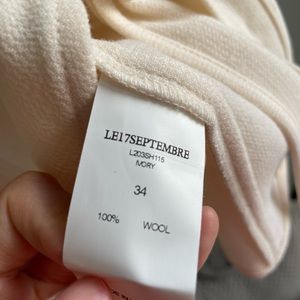 LE17SEPTEMBRE
L203SH115
IVORY
34
100% WOOL